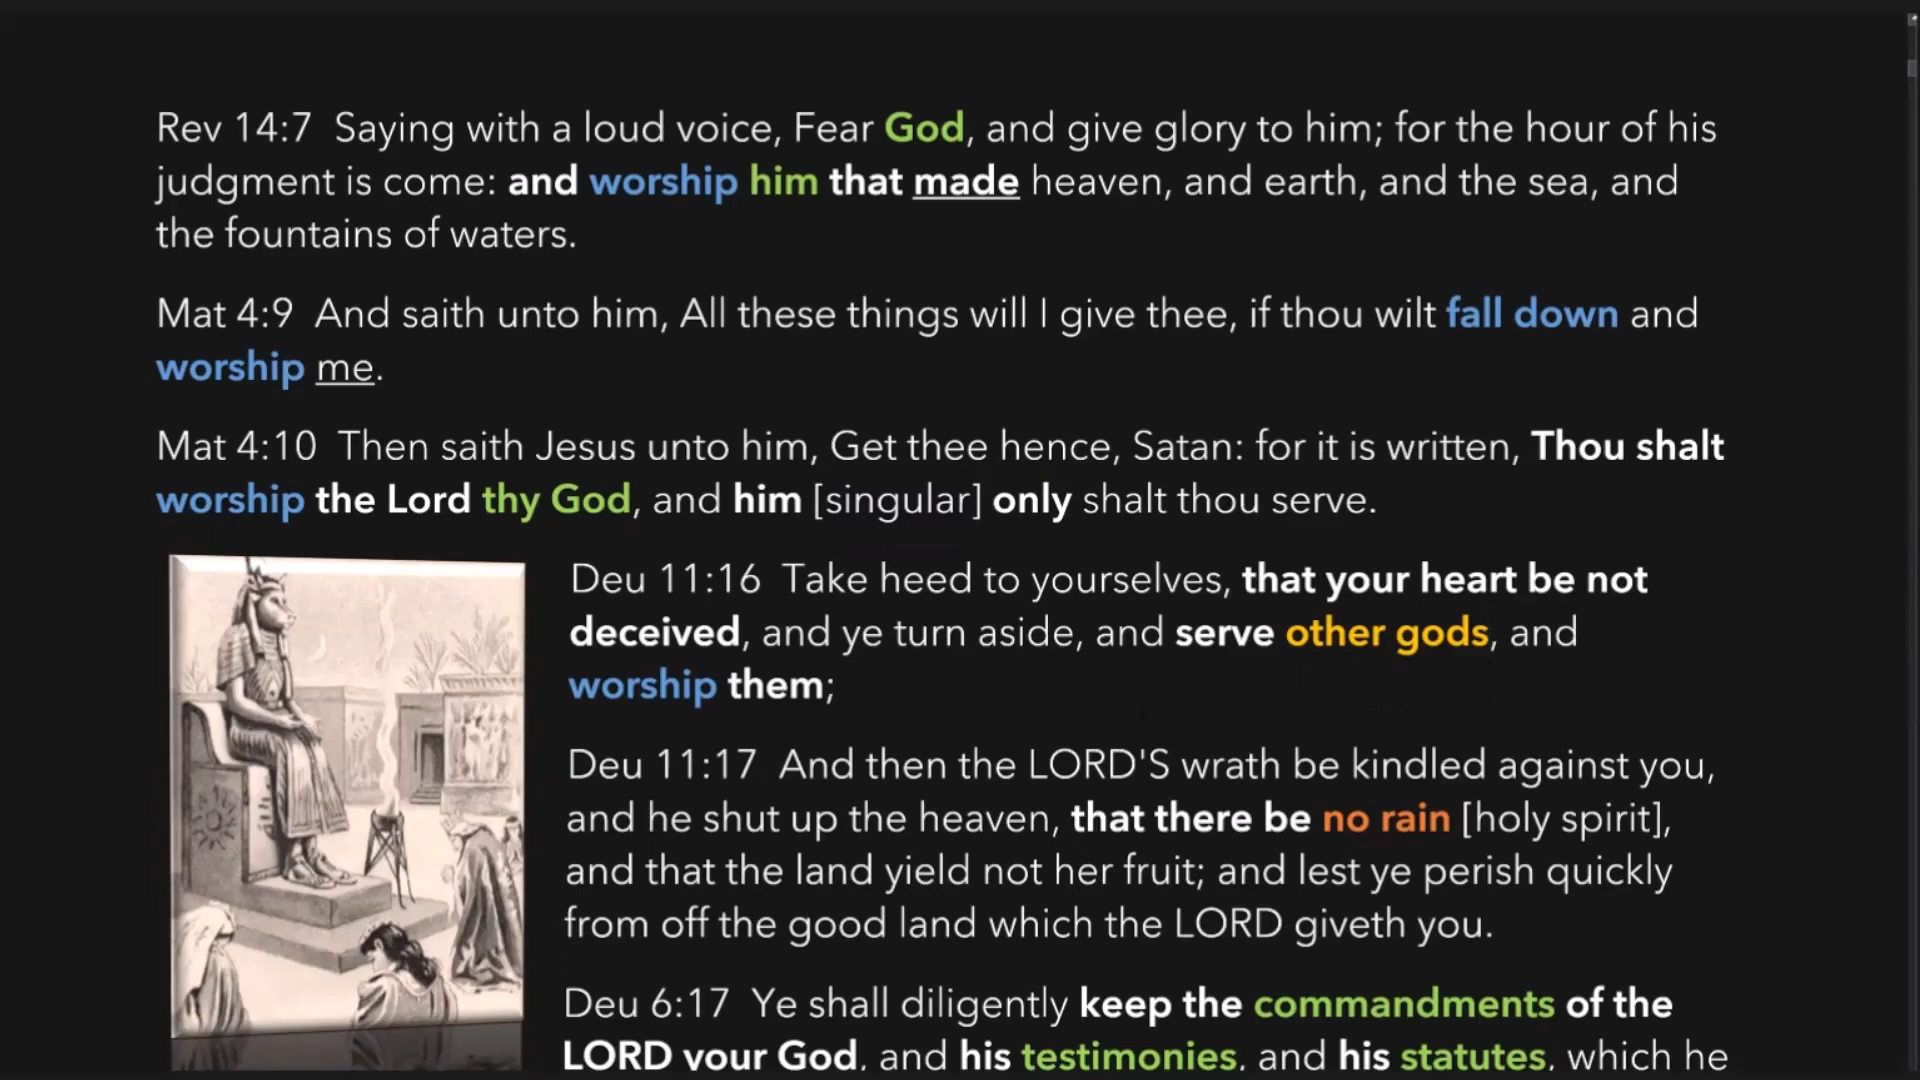 Rev 14:7  Saying with a loud voice, Fear God, and give glory to him; for the hour of his
judgment is come: and worship him that made heaven, and earth, and the sea, and
the fountains of waters.
Mat 4:9  And saith unto him, All these things will I give thee, if thou wilt fall down and
worship me.
Mat 4:10  Then saith Jesus unto him, Get thee hence, Satan: for it is written, Thou shalt
worship the Lord thy God, and him [singular] only shalt thou serve.
Deu 11:16  Take heed to yourselves, that your heart be not
deceived, and ye turn aside, and serve other gods, and
worship them;
Deu 11:17  And then the LORD'S wrath be kindled against you,
and he shut up the heaven, that there be no rain [holy spirit],
and that the land yield not her fruit; and lest ye perish quickly
from off the good land which the LORD giveth you.
Deu 6:17  Ye shall diligently keep the commandments of the
LORD your God, and his testimonies, and his statutes, which he